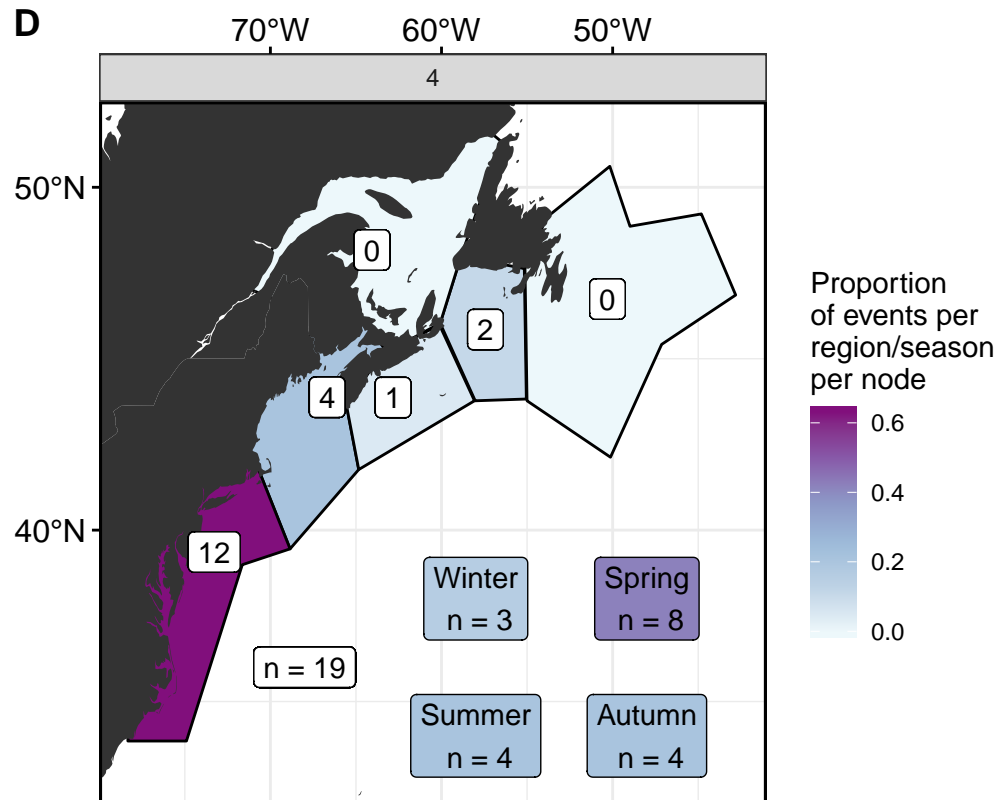 D
70°W 60°W 50°W
4
50°N
40°N
0
0
2
4
1
12
n = 19
Winter
n = 3
Spring
n = 8
Summer
n = 4
Autumn
n = 4
Proportion
of events per
region/season
per node
0.6
0.4
0.2
0.0